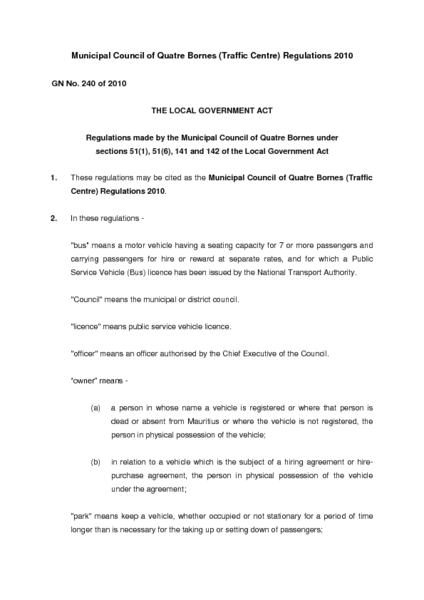 Municipal Council of Quatre Bornes (Traffic Centre) Regulations 2010
GN No. 240 of 2010
THE LOCAL GOVERNMENT ACT
Regulations made by the Municipal Council of Quatre Bornes under
sections 51(1), 51(6), 141 and 142 of the Local Government Act
1. These regulations may be cited as the Municipal Council of Quatre Bornes (Traffic
Centre) Regulations 2010.
2. In these regulations -
"bus" means a motor vehicle having a seating capacity for 7 or more passengers and
carrying passengers for hire or reward at separate rates, and for which a Public
Service Vehicle (Bus) licence has been issued by the National Transport Authority.
"Council" means the municipal or district council.
"licence" means public service vehicle licence.
"officer" means an officer authorised by the Chief Executive of the Council.
"owner" means -
(a) a person in whose name a vehicle is registered or where that person is
dead or absent from Mauritius or where the vehicle is not registered, the
person in physical possession of the vehicle;
(b) in relation to a vehicle which is the subject of a hiring agreement or hire-
purchase agreement, the person in physical possession of the vehicle
under the agreement;
"park" means keep a vehicle, whether occupied or not stationary for a period of time
longer than is necessary for the taking up or setting down of passengers;